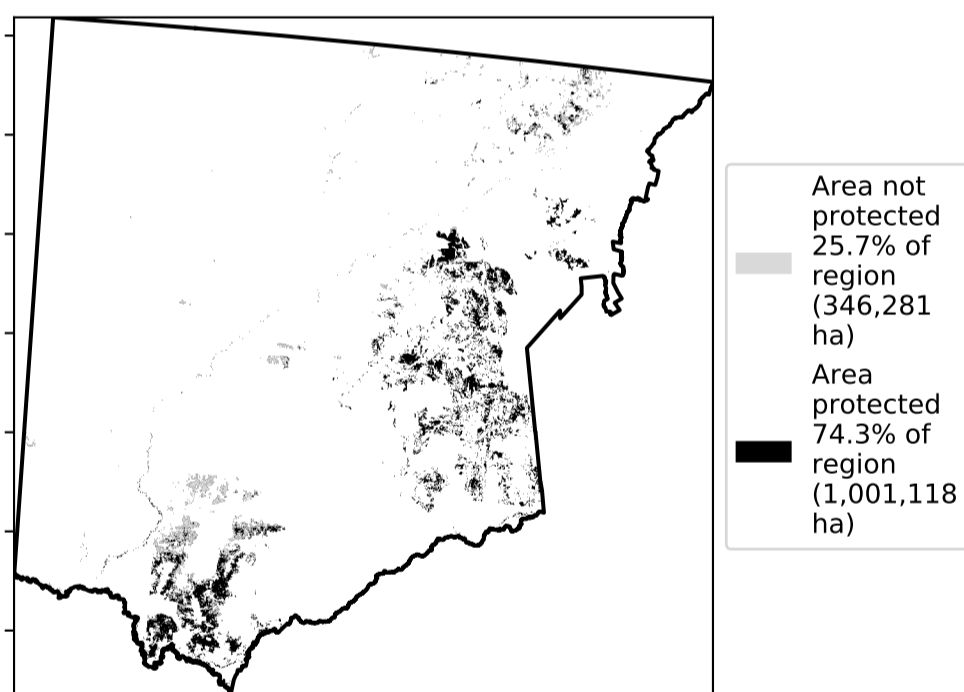 Area not
protected
25.7% of
region
(346,281
ha)
Area
protected
74.3% of
region
(1,001,118
ha)